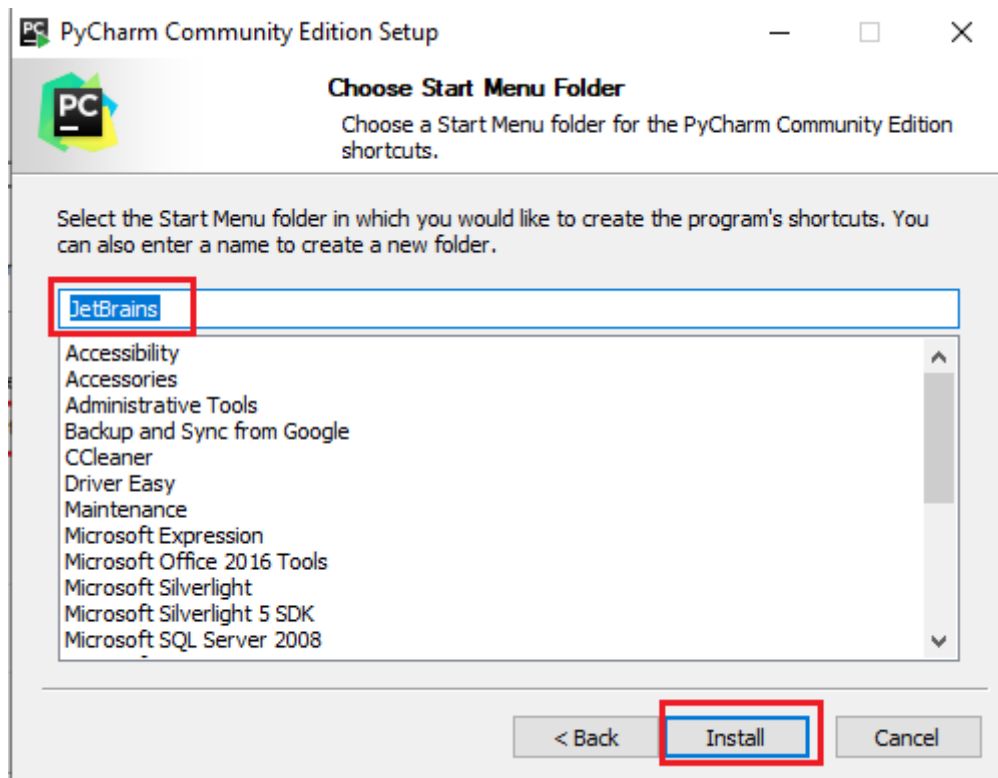 PC PyCharm Community Edition Setup
PC
Choose Start Menu Folder
Choose a Start Menu folder for the PyCharm Community Edition
shortcuts.
Select the Start Menu folder in which you would like to create the program's shortcuts. You
can also enter a name to create a new folder.
JetBrains
Accessibility
Accessories
Administrative Tools
Backup and Sync from Google
CCleaner
Driver Easy
Maintenance
Microsoft Expression
Microsoft Office 2016 Tools
Microsoft Silverlight
Microsoft Silverlight 5 SDK
Microsoft SQL Server 2008
< Back Install Cancel